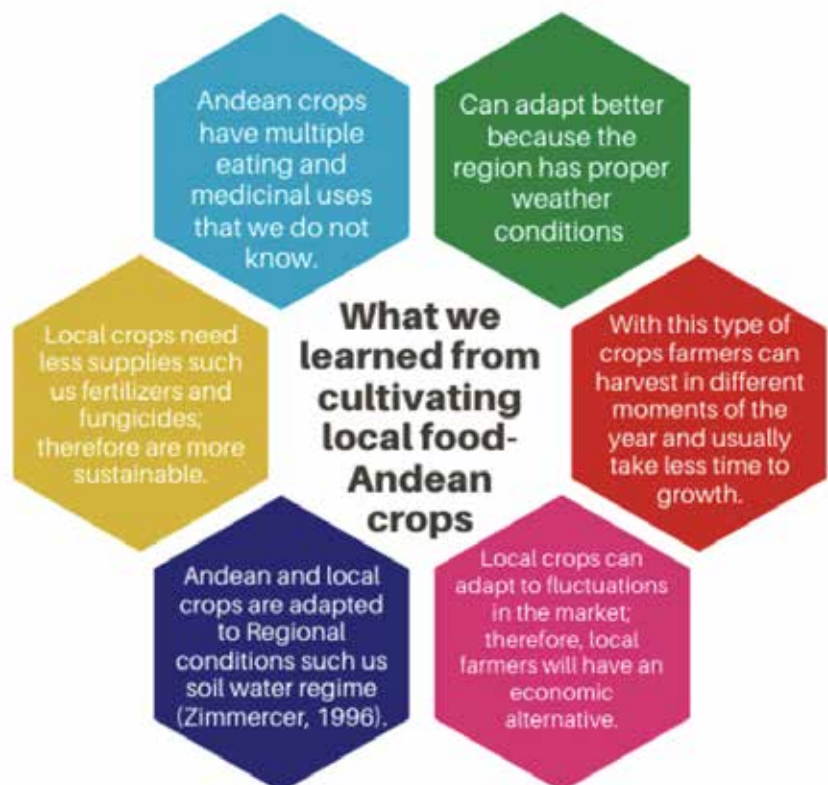 Andean crops
have multiple
eating and
medicinal uses
that we do not
know.
Can adapt better
because the
region has proper
weather
conditions
Local crops need
less supplies such
us fertilizers and
fungicides;
therefore are more
sustainable.
What we
learned from
cultivating
local food-
Andean
crops
With this type of
crops farmers can
harvest in different
moments of the
year and usually
take less time to
growth.
Andean and local
crops are adapted
to Regional
conditions such us
soil water regime
(Zimmercer, 1996).
Local crops can
adapt to fluctuations
in the market;
therefore, local
farmers will have an
economic
alternative.